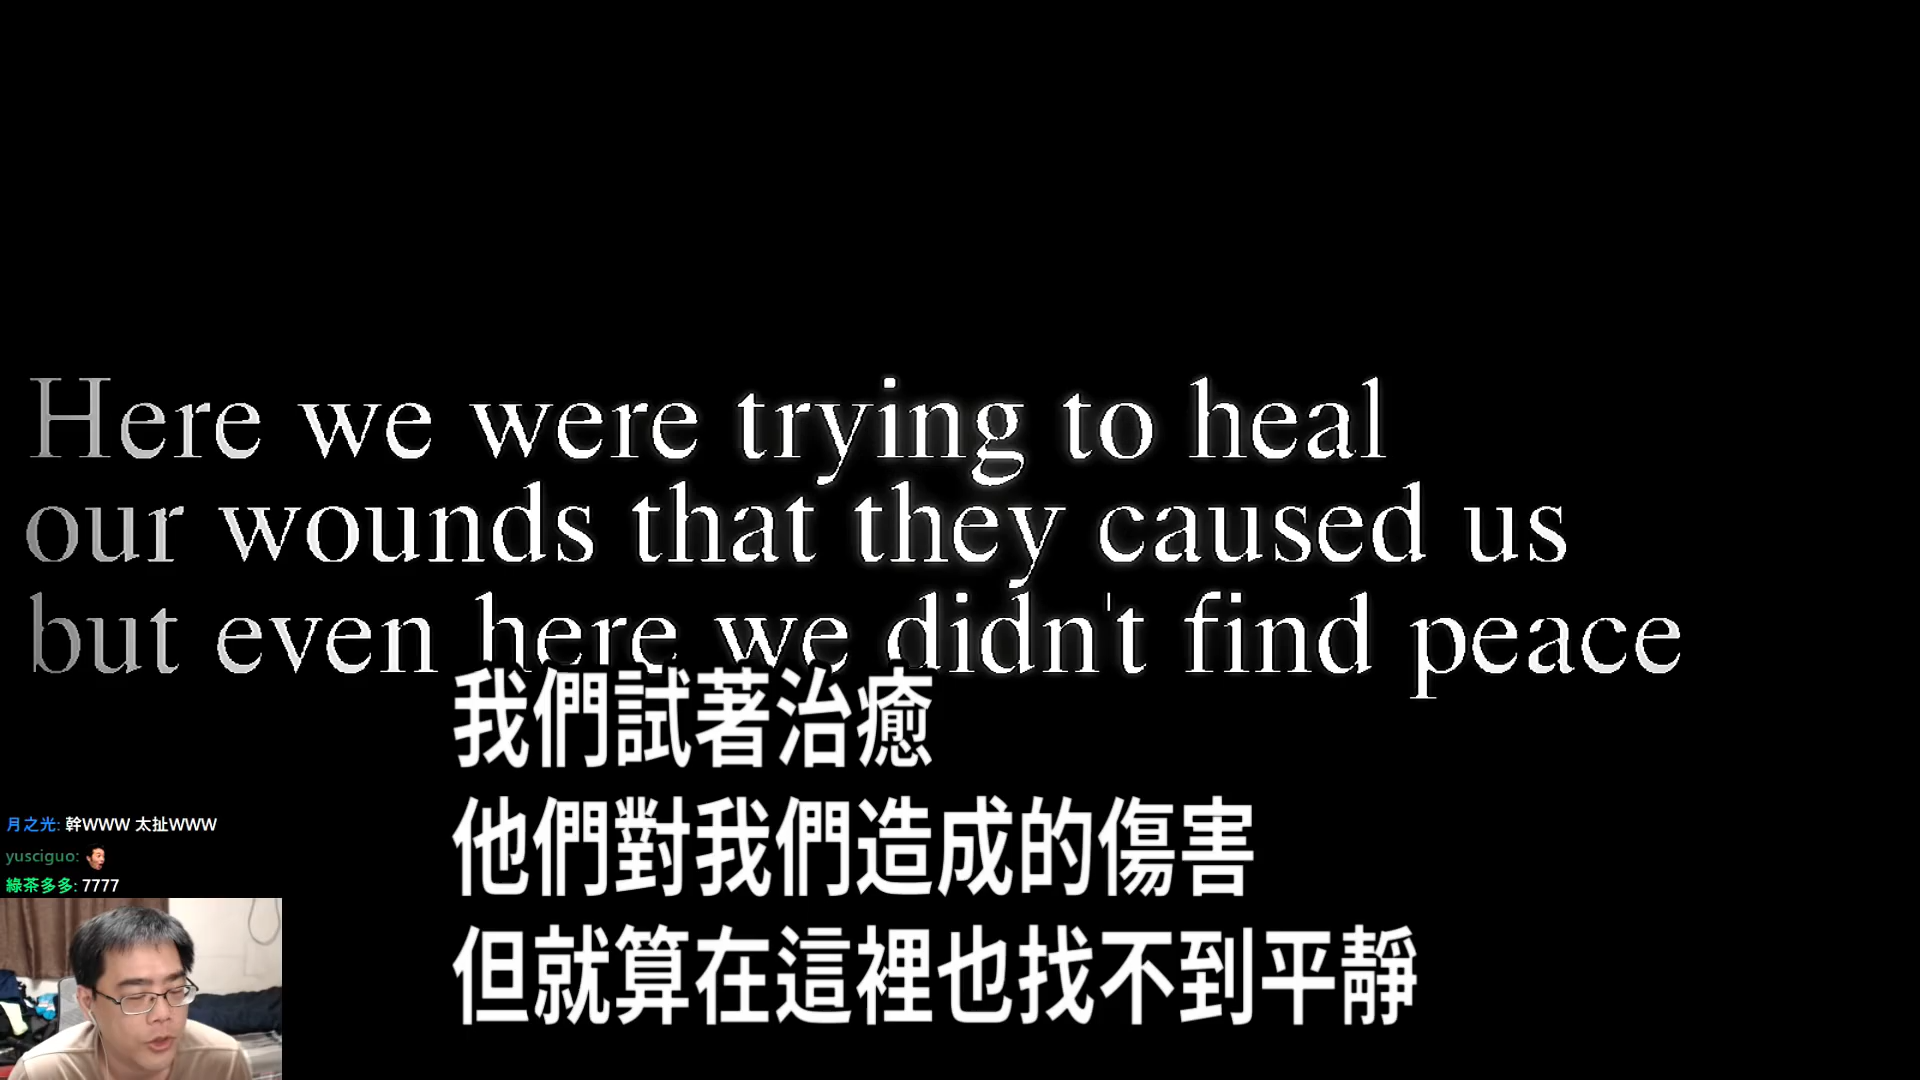 Here we were trying to heal
our wounds that they caused us
but even here we didn't find peace
我們試著治癒
他們對我們造成的傷害
但就算在這裡也找不到平靜
月之光: 幹WWW 太扯WWW
yusciguo:
綠茶多多: 7777